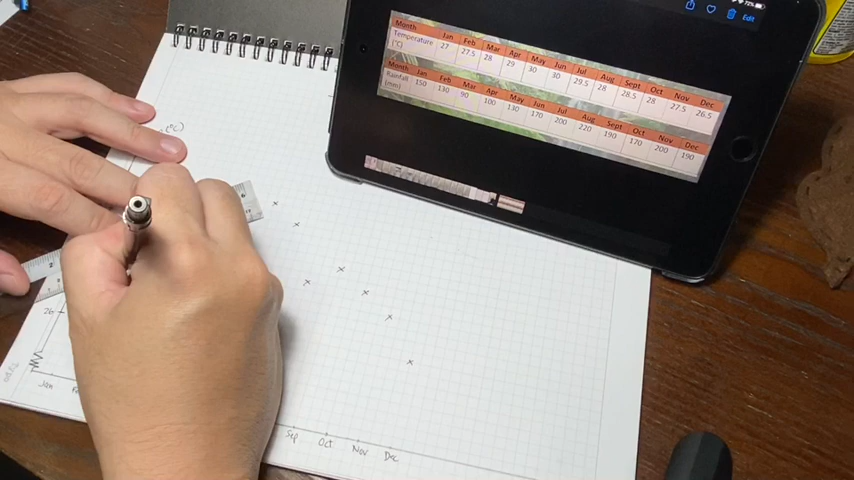 72%
Edit
Month Jan Feb Mar Apr May Jun Jul Aug Sept Oct Nov Dec
Temperature (°C) 27 27.5 28 29 30 30 29.5 28 28.5 28 27.5 26.5
Month Jan Feb Mar Apr May Jun Jul Aug Sept Oct Nov Dec
Rainfall (mm) 150 130 90 100 130 170 200 220 190 170 200 190
(°C)
26
Jan
Sep Oct Nov Dec